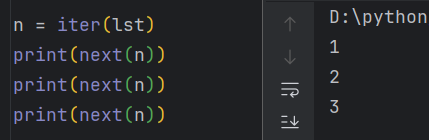 n = iter(lst)
print(next(n))
print(next(n))
print(next(n))
D:\python
1
2
3